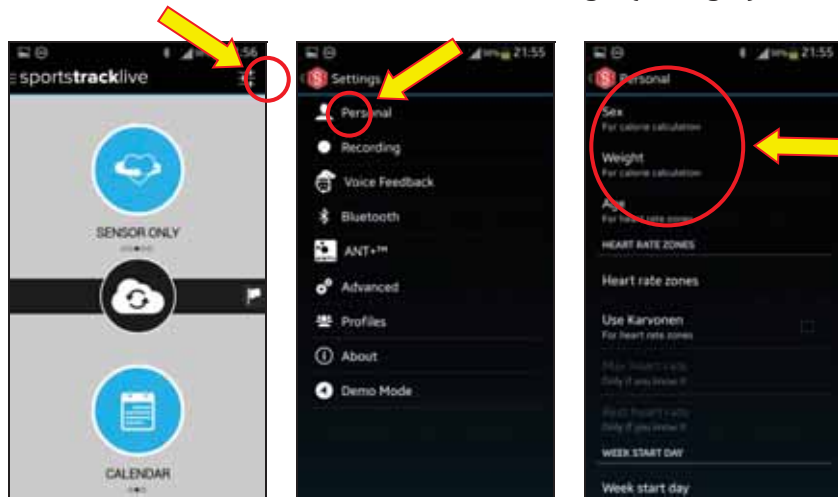 sportstracklive
SENSOR ONLY
CALENDAR
21:55
Settings
Personal
Recording
Voice Feedback
Bluetooth
ANT+™
Advanced
Profiles
About
Demo Mode
21:55
Personal
Sex
For calorie calculation
Weight
For calorie calculation
Age
For heart rate zones
HEART RATE ZONES
Heart rate zones
Use Karvonen
For heart rate zones
Max heart rate
Only if you know it
Rest heart rate
Only if you know it
WEEK START DAY
Week start day